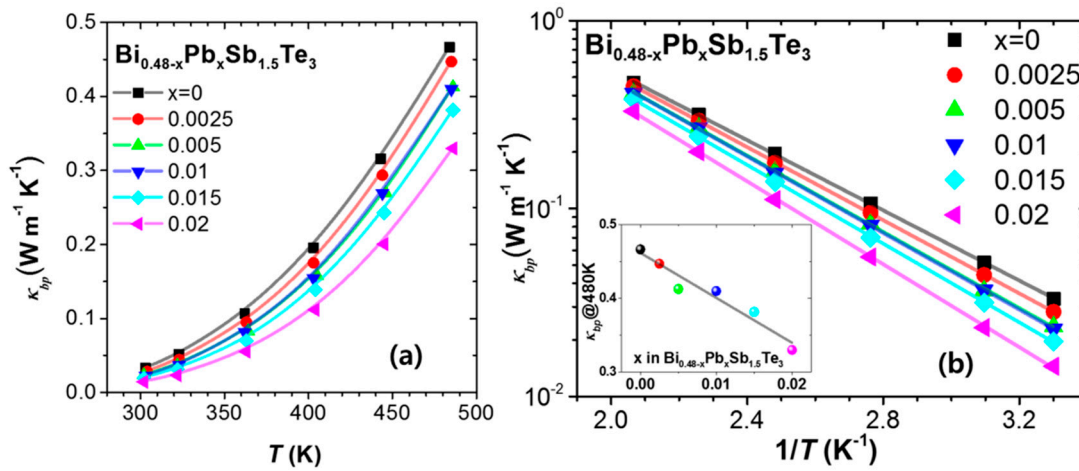 Bi0.48-xPbxSb1.5Te3
x=0
0.0025
0.005
0.01
0.015
0.02
0.5
0.4
0.3
0.2
0.1
0.0
κbp(W m-1 K-1)
(a)
300 350 400 450 500
T (K)
Bi0.48-xPbxSb1.5Te3
x=0
0.0025
0.005
0.01
0.015
0.02
100
10-1
10-2
κbp(W m-1 K-1)
0.5
0.4
0.3
κbp@480K
x in Bi0.48-xPbxSb1.5Te3
0.00 0.01 0.02
(b)
2.0 2.4 2.8 3.2
1/T (K-1)